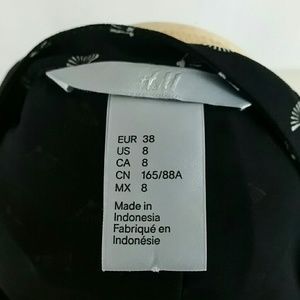 H&M
EUR 38
US 8
CA 8
CN 165/88A
MX 8
Made in
Indonesia
Fabriqué en
Indonésie